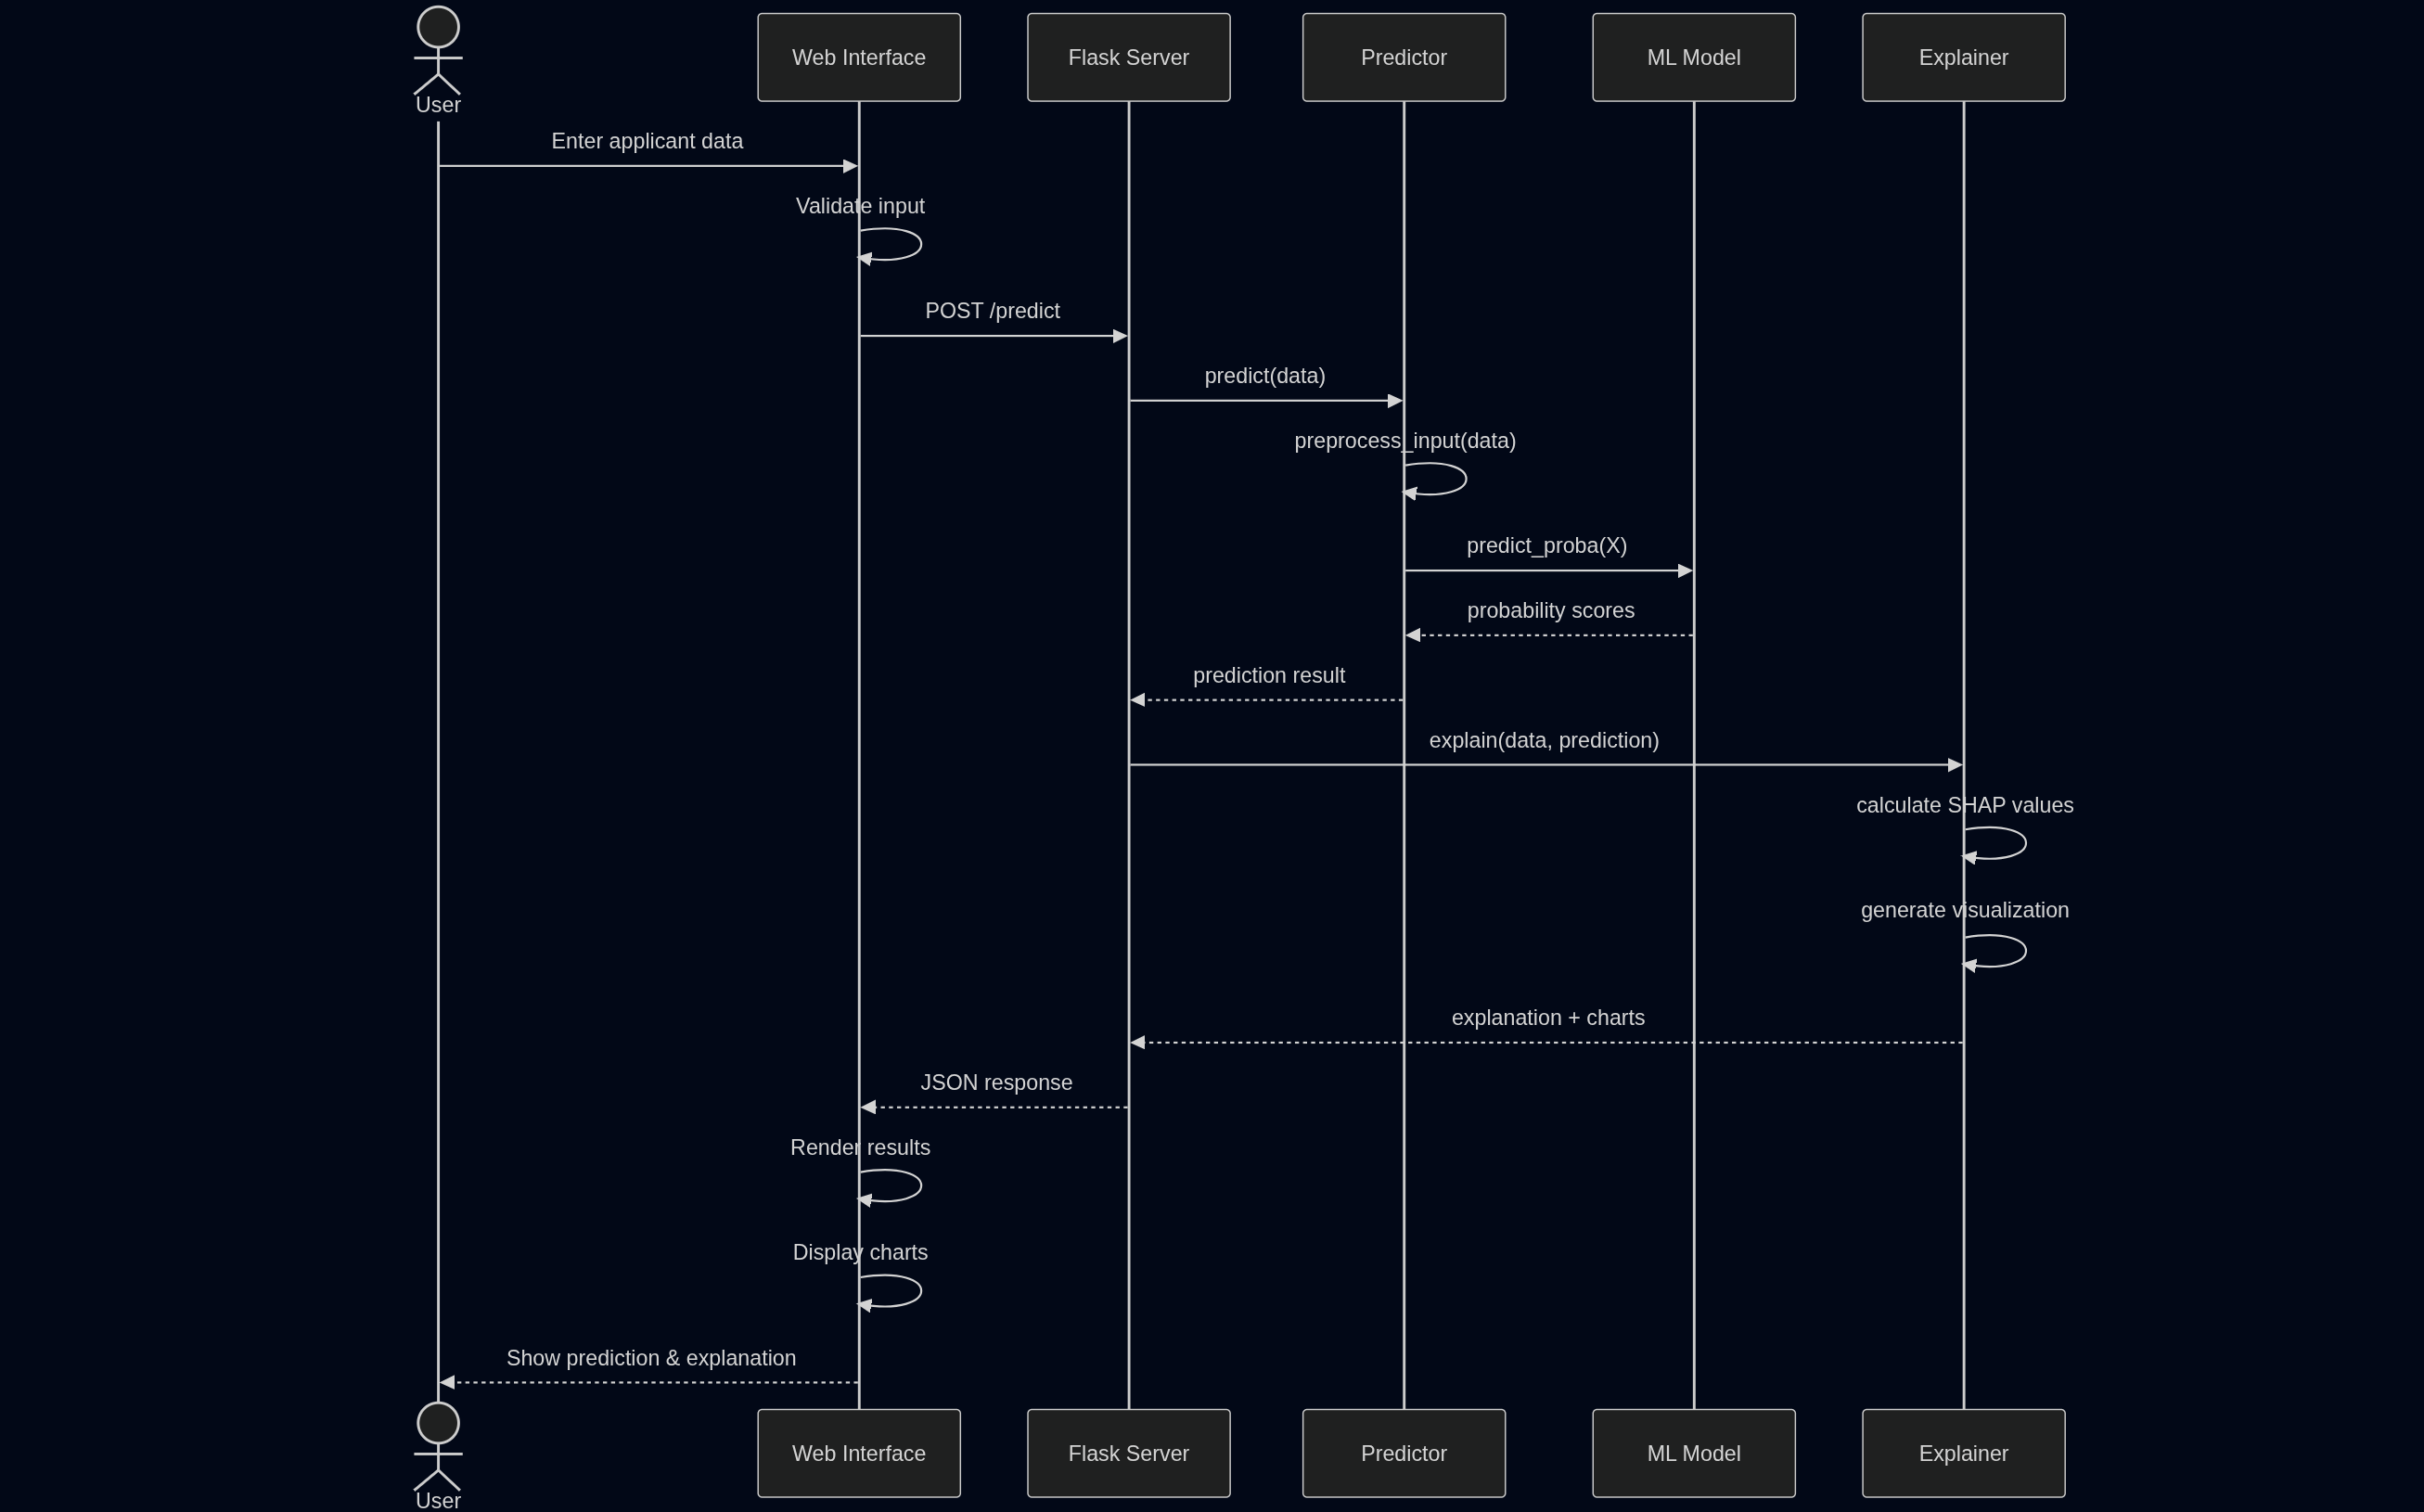 User
Web Interface
Flask Server
Predictor
ML Model
Explainer
Enter applicant data
Validate input
POST /predict
predict(data)
preprocess_input(data)
predict_proba(X)
probability scores
prediction result
explain(data, prediction)
calculate SHAP values
generate visualization
explanation + charts
JSON response
Render results
Display charts
Show prediction & explanation
User
Web Interface
Flask Server
Predictor
ML Model
Explainer